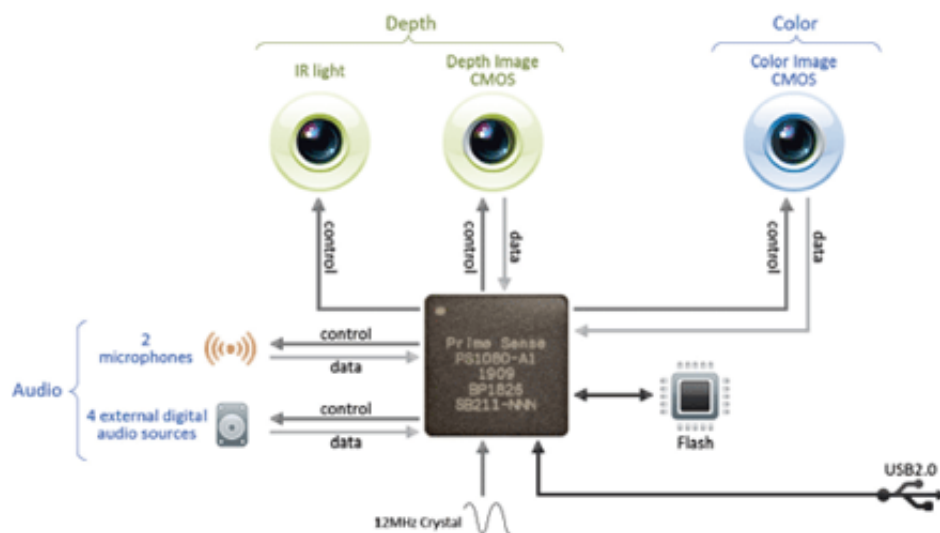 Depth
Color
IR light
Depth Image
CMOS
Color Image
CMOS
control
control
data
control
data
2
microphones
control
data
Audio
4 external digital
audio sources
control
data
Prime Sense
PS1080-A1
1909
BP1826
SB211-NNN
Flash
USB2.0
12MHz Crystal